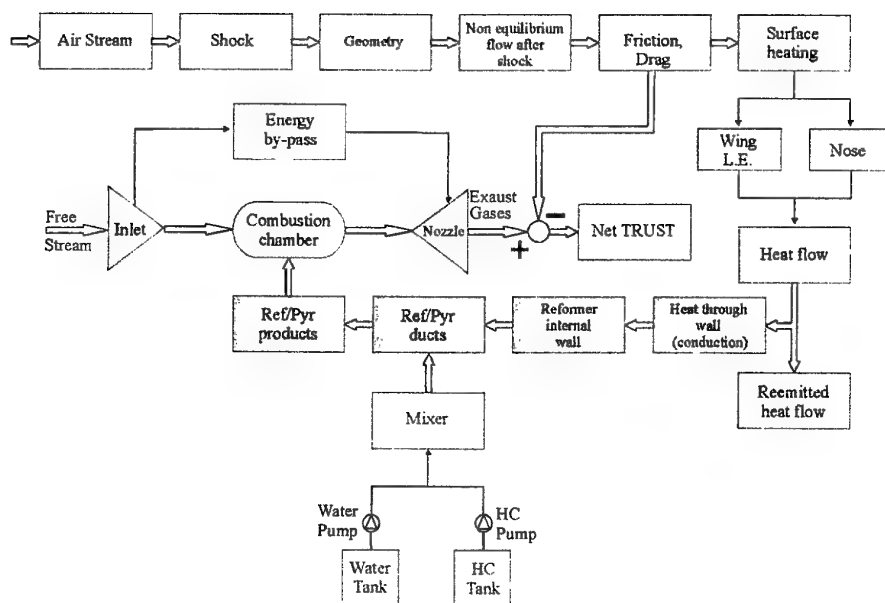 Air Stream
Shock
Geometry
Non equilibrium
flow after
shock
Friction,
Drag
Surface
heating
Energy
by-pass
Wing
L.E.
Nose
Free
Stream
Inlet
Combustion
chamber
Nozzle
Exaust
Gases
−
+
Net TRUST
Heat flow
Ref/Pyr
products
Ref/Pyr
ducts
Reformer
internal
wall
Heat through
wall
(conduction)
Reemitted
heat flow
Mixer
Water
Pump
HC
Pump
Water
Tank
HC
Tank